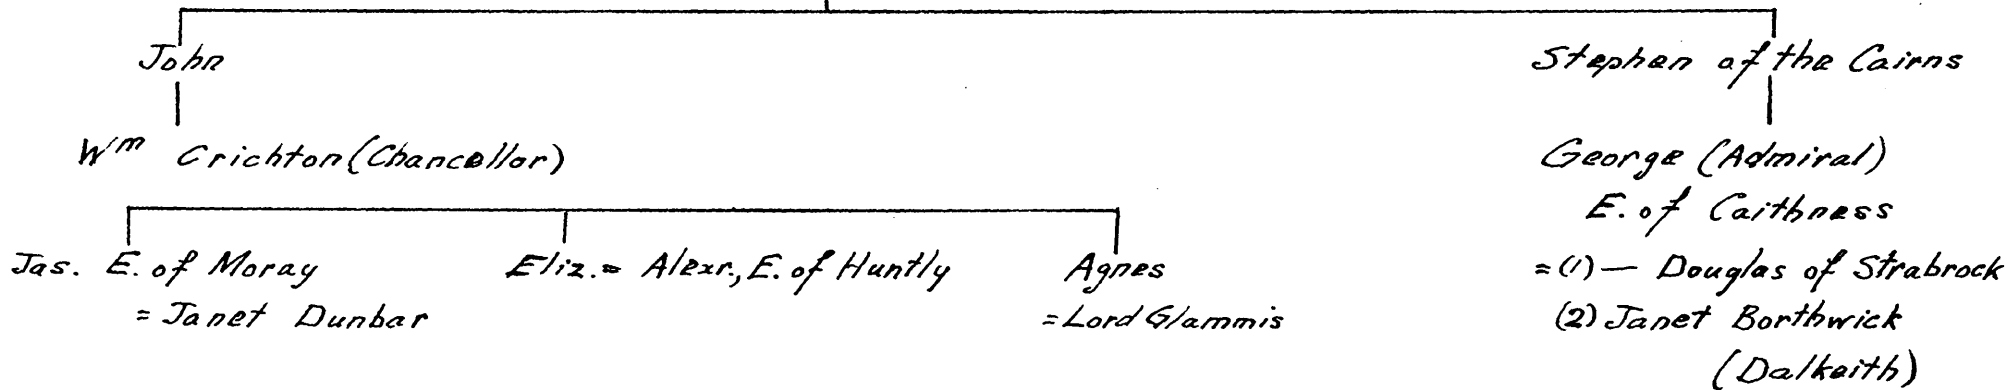 John
Stephen of the Cairns
Wm Crichton (Chancellor)
George (Admiral)
E. of Caithness
Jas. E. of Moray
= Janet Dunbar
Eliz. = Alexr., E. of Huntly
Agnes
= Lord Glammis
= (1) — Douglas of Strabrock
(2) Janet Borthwick
(Dalkeith)